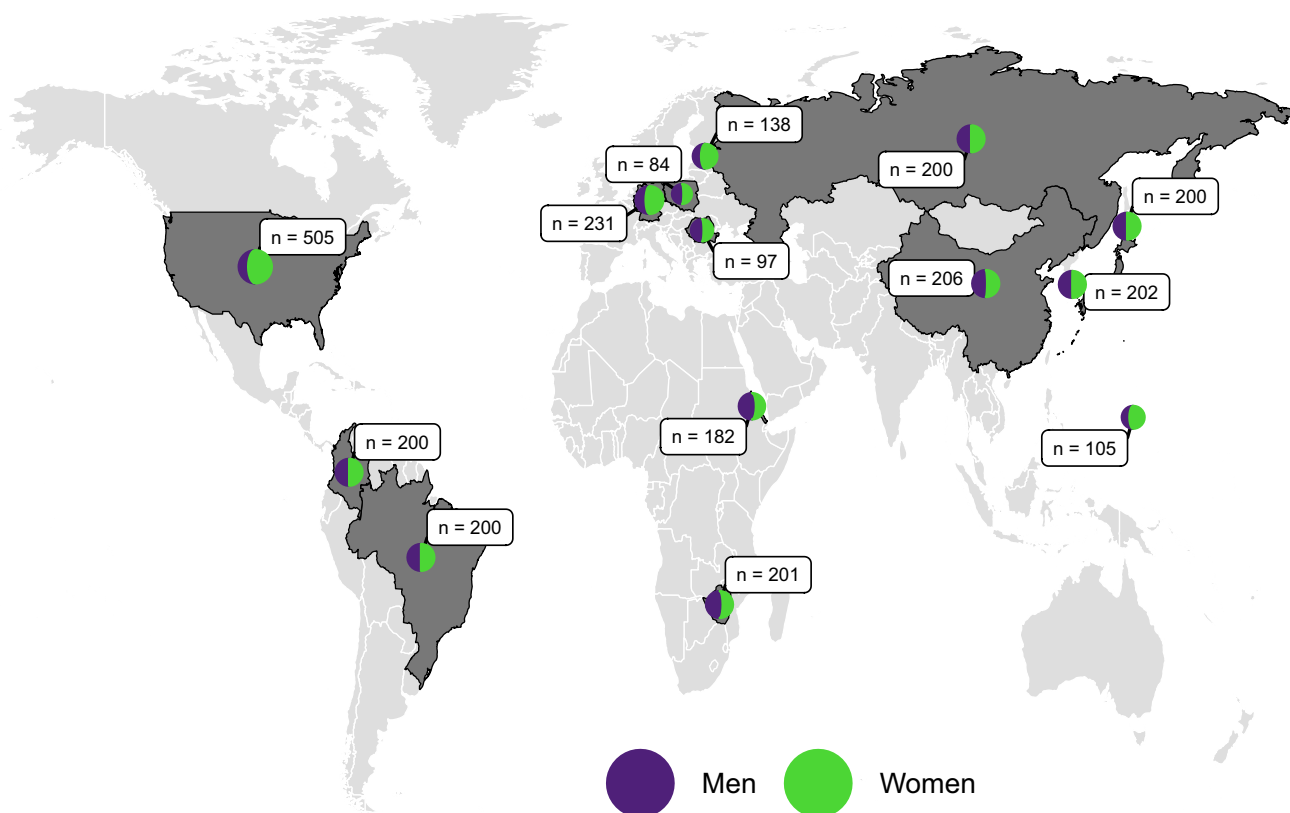 n = 138
n = 84
n = 200
n = 200
n = 231
n = 505
n = 97
n = 206
n = 202
n = 182
n = 200
n = 105
n = 200
n = 201
Men
Women